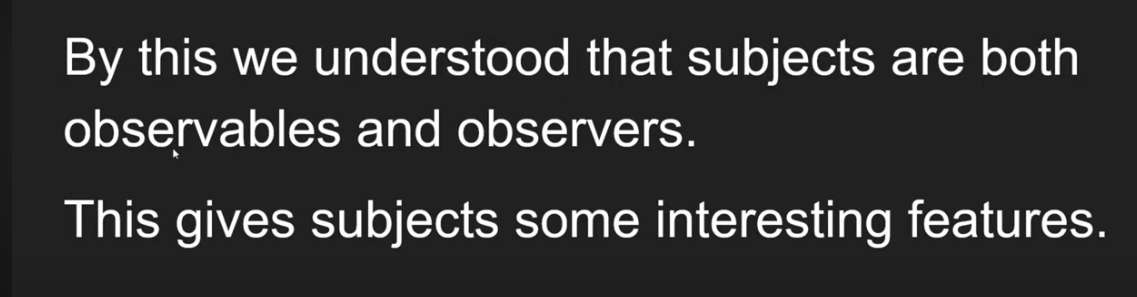 By this we understood that subjects are both
observables and observers.
This gives subjects some interesting features.